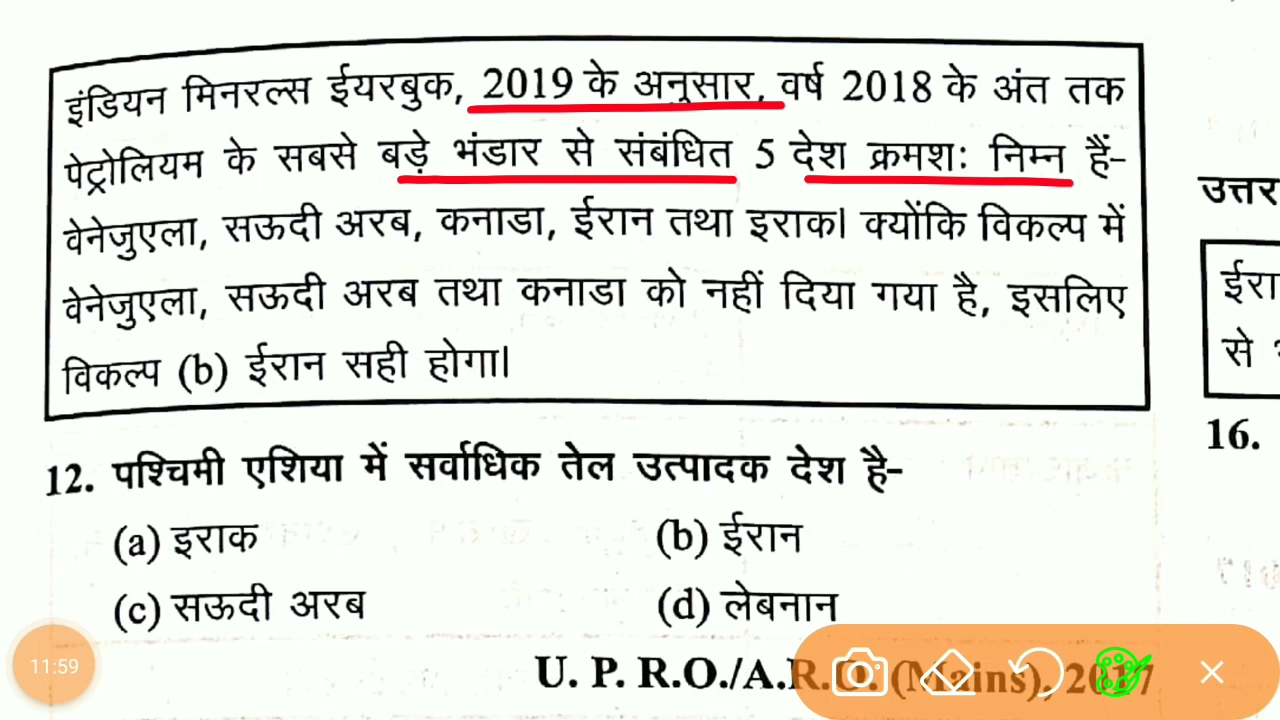 इंडियन मिनरल्स ईयरबुक, 2019 के अनुसार, वर्ष 2018 के अंत तक
पेट्रोलियम के सबसे बड़े भंडार से संबंधित 5 देश क्रमशः निम्न हैं-
वेनेजुएला, सऊदी अरब, कनाडा, ईरान तथा इराक। क्योंकि विकल्प में
वेनेजुएला, सऊदी अरब तथा कनाडा को नहीं दिया गया है, इसलिए
विकल्प (b) ईरान सही होगा।
12. पश्चिमी एशिया में सर्वाधिक तेल उत्पादक देश है-
(a) इराक
(b) ईरान
(c) सऊदी अरब
(d) लेबनान
U. P. R.O./A.R.O. (Mains), 2017
उत्तर
ईरा
से
16.
11:59